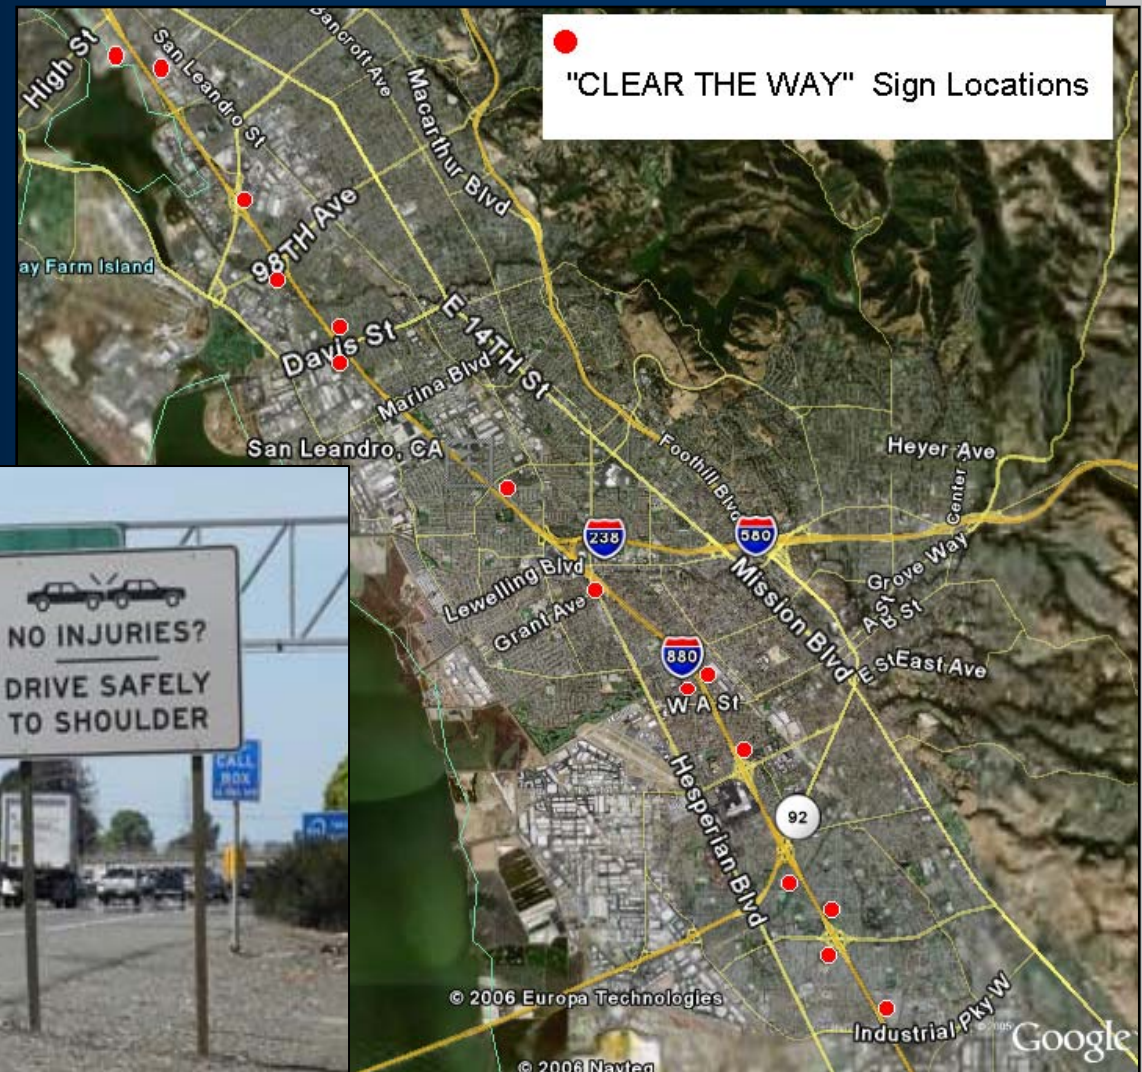 "CLEAR THE WAY" Sign Locations
High St
San Leandro St
Bancroft Ave
Macarthur Blvd
98TH Ave
ay Farm Island
E 14TH St
Davis St
Marina Blvd
San Leandro, CA
Heyer Ave
Foothill Blvd
Center
238
580
Lewelling Blvd
Grove Way
Grant Ave
Mission Blvd
A St
B St
880
E St
East Ave
W A St
Hesperian Blvd
92
© 2006 Europa Technologies
Industrial Pky W
© 2005
Google
© 2006 Navteq
NO INJURIES?
DRIVE SAFELY
TO SHOULDER
CALL
BOX